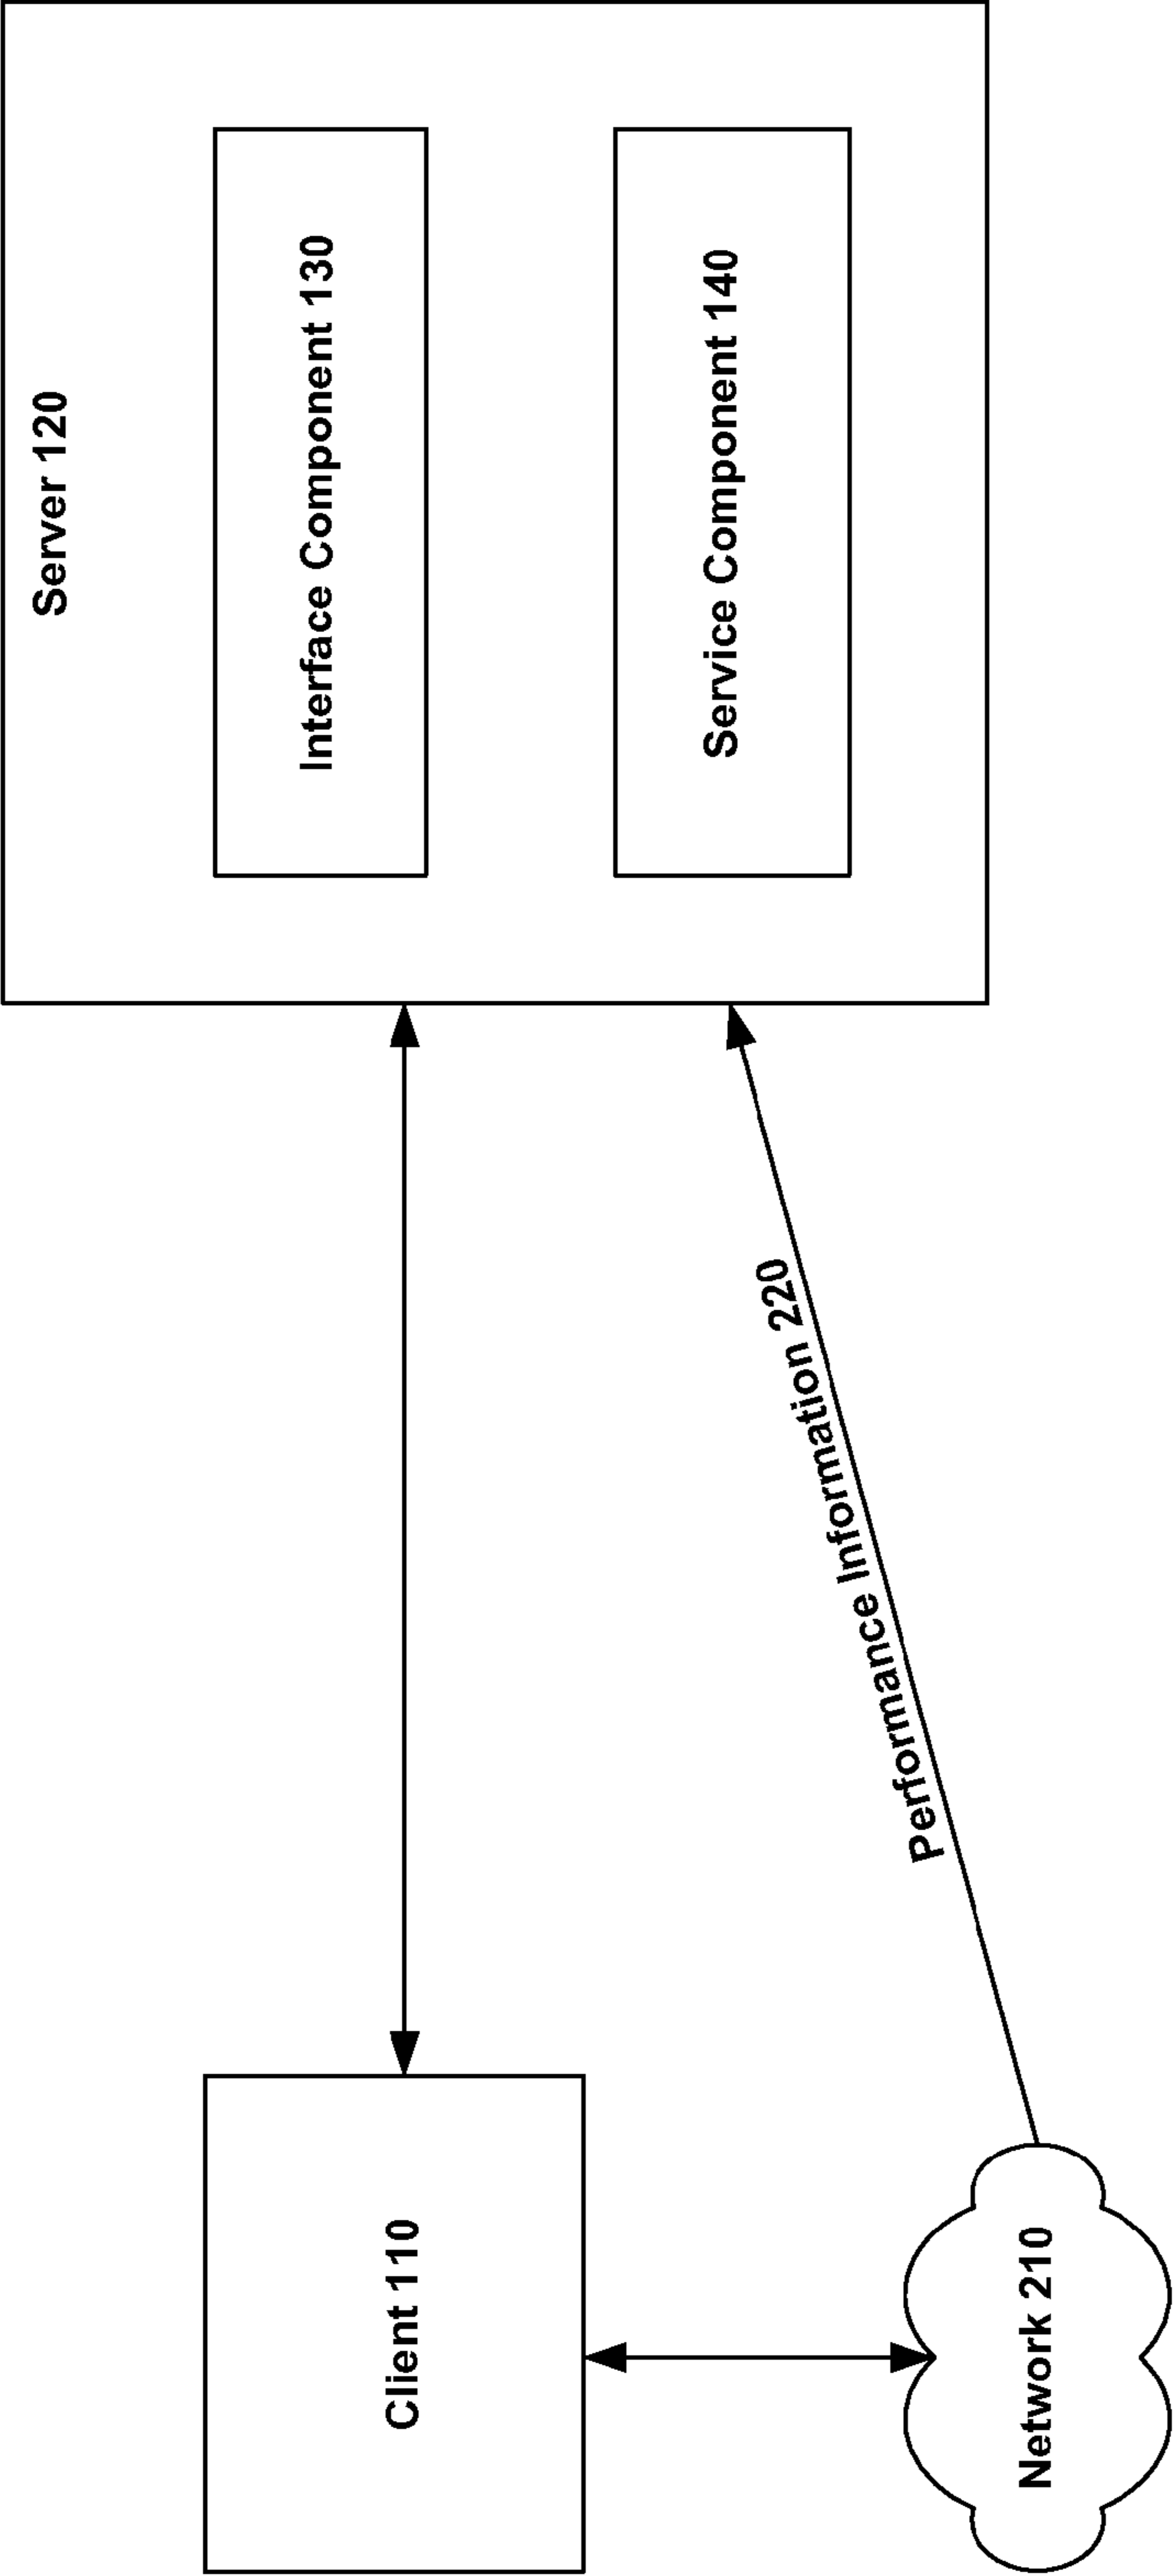 Server 120
Interface Component 130
Service Component 140
Client 110
Performance Information 220
Network 210